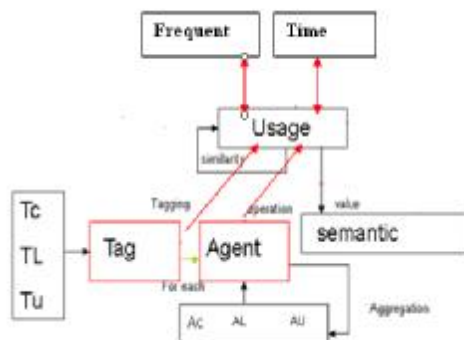 Frequent
Time
Usage
similarity
Tagging
operation
value
semantic
Tc
TL
Tu
Tag
Agent
For each
Aggregation
Ac AL AU